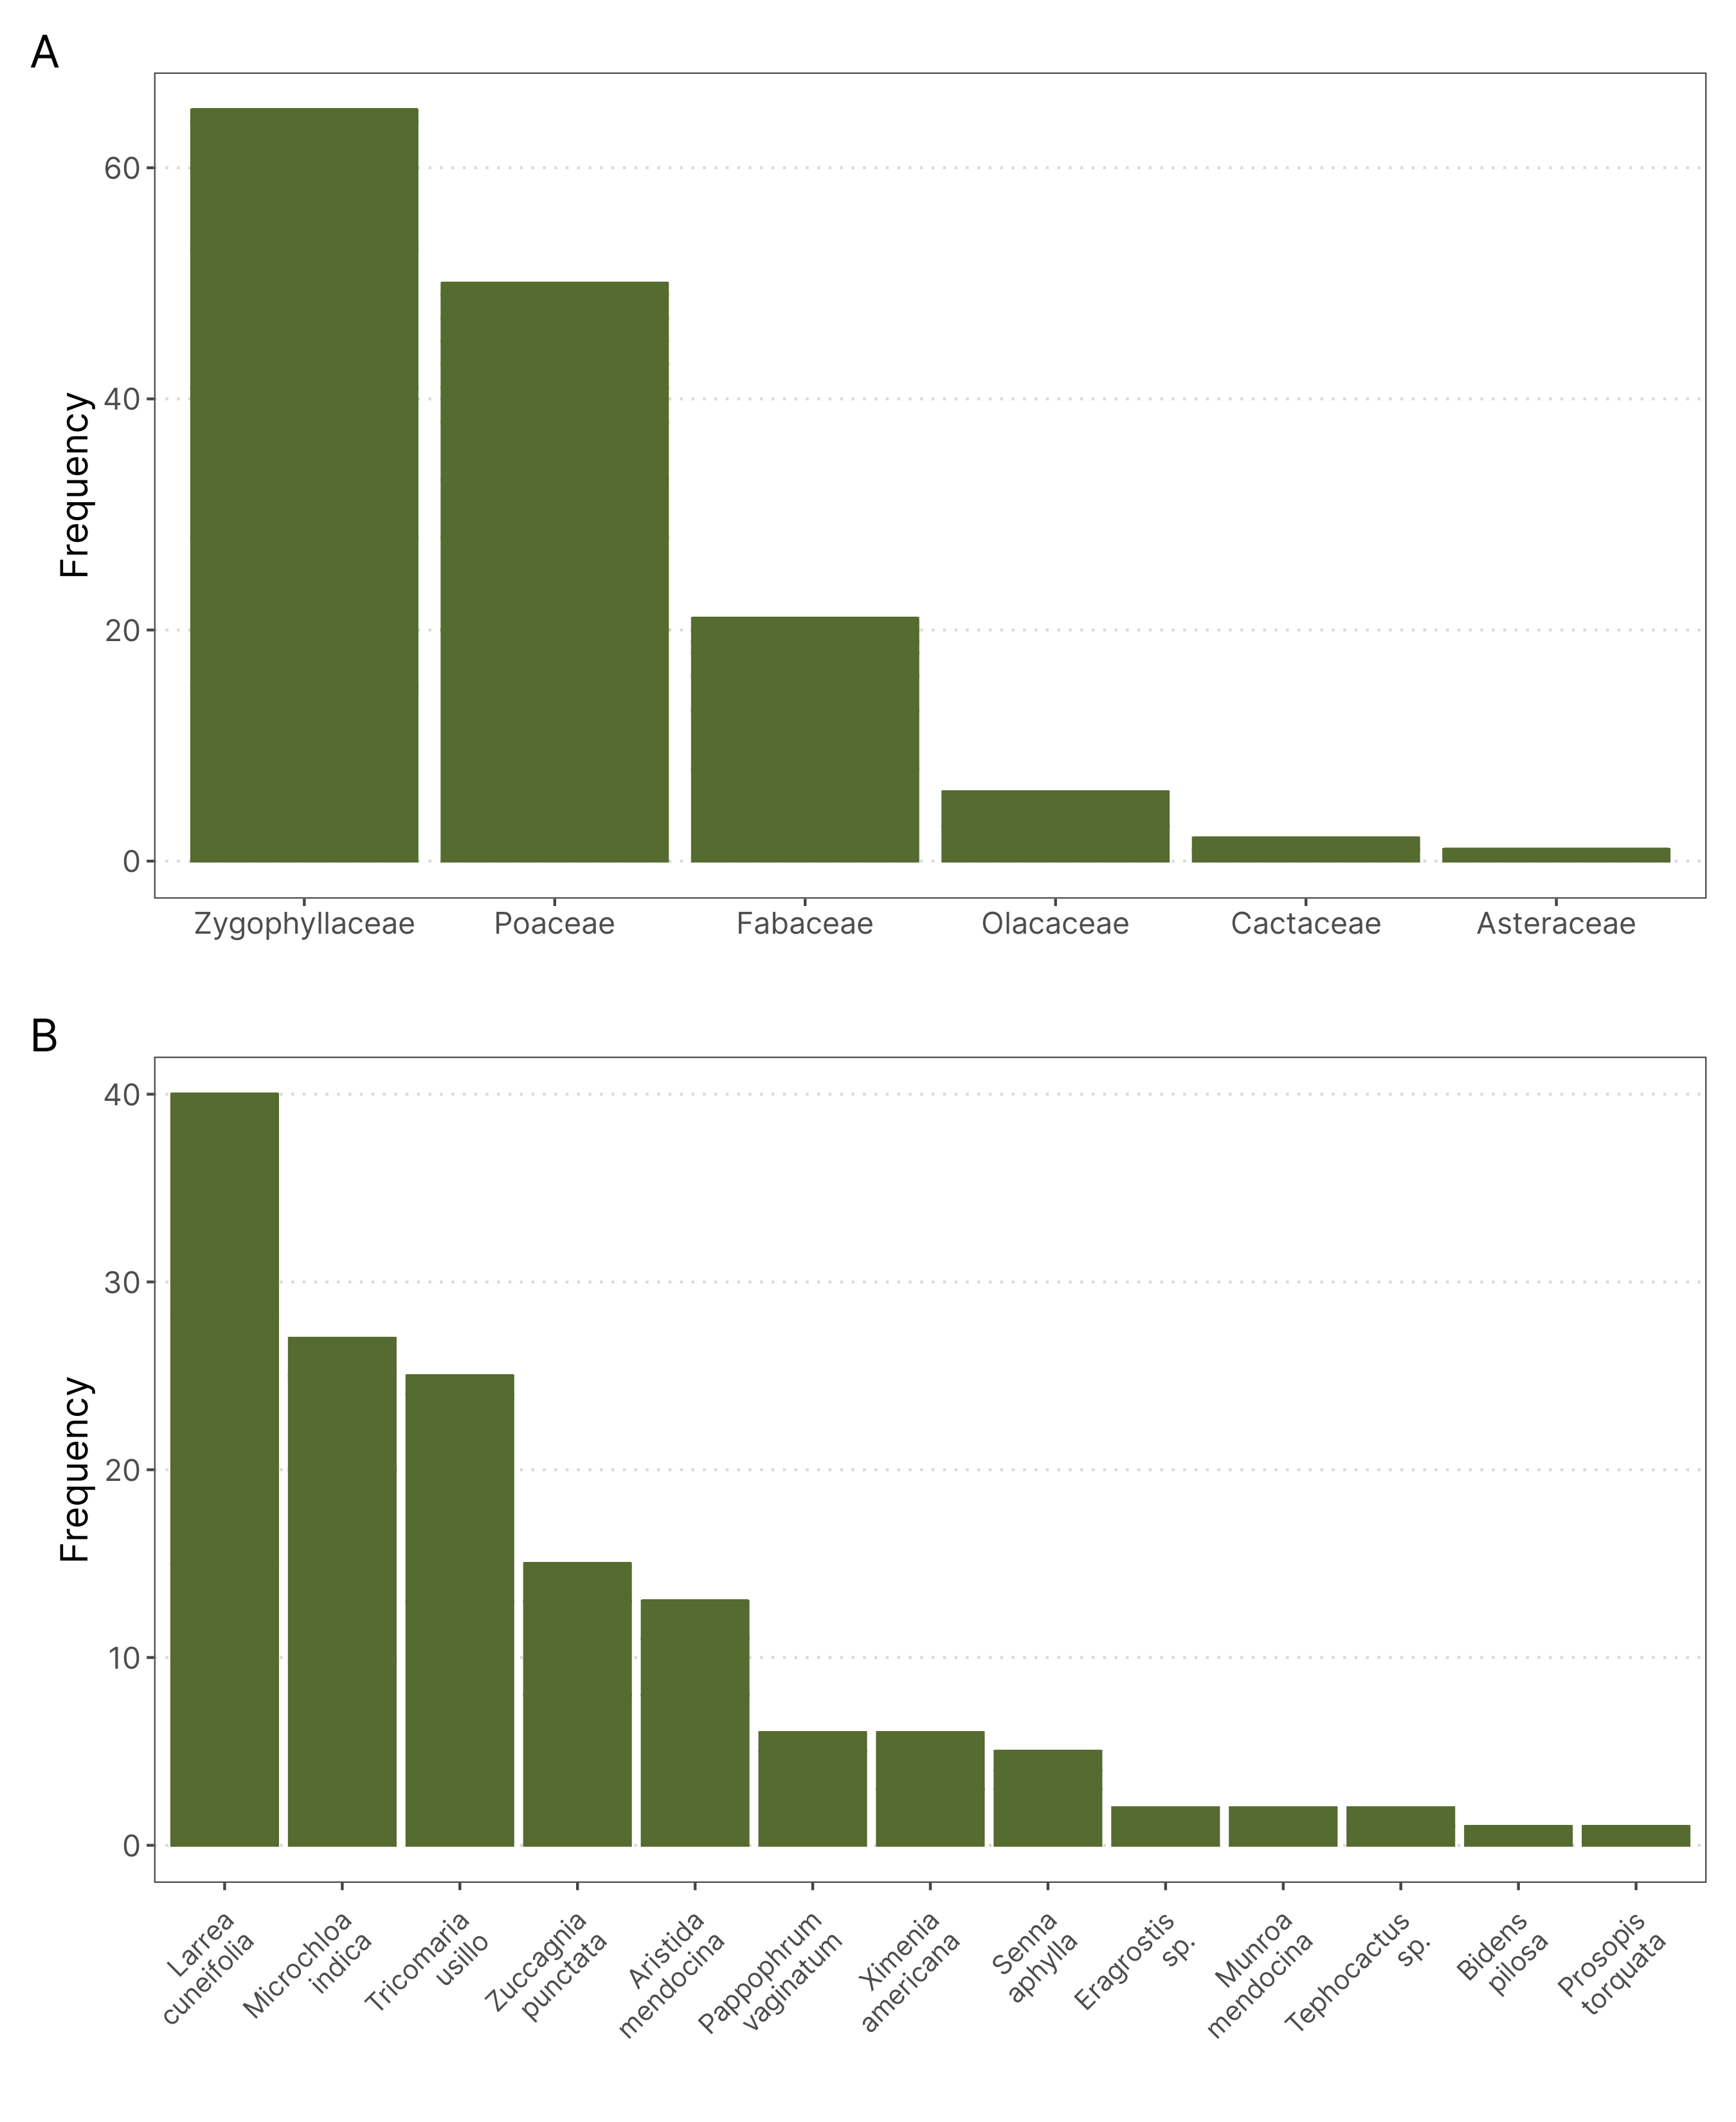 A
Frequency
60
40
20
0
Zygophyllaceae
Poaceae
Fabaceae
Olacaceae
Cactaceae
Asteraceae
B
Frequency
40
30
20
10
0
Larrea
cuneifolia
Microchloa
indica
Tricomaria
usillo
Zuccagnia
punctata
Aristida
mendocina
Pappophrum
vaginatum
Ximenia
americana
Senna
aphylla
Eragrostis
sp.
Munroa
mendocina
Tephocactus
sp.
Bidens
pilosa
Prosopis
torquata